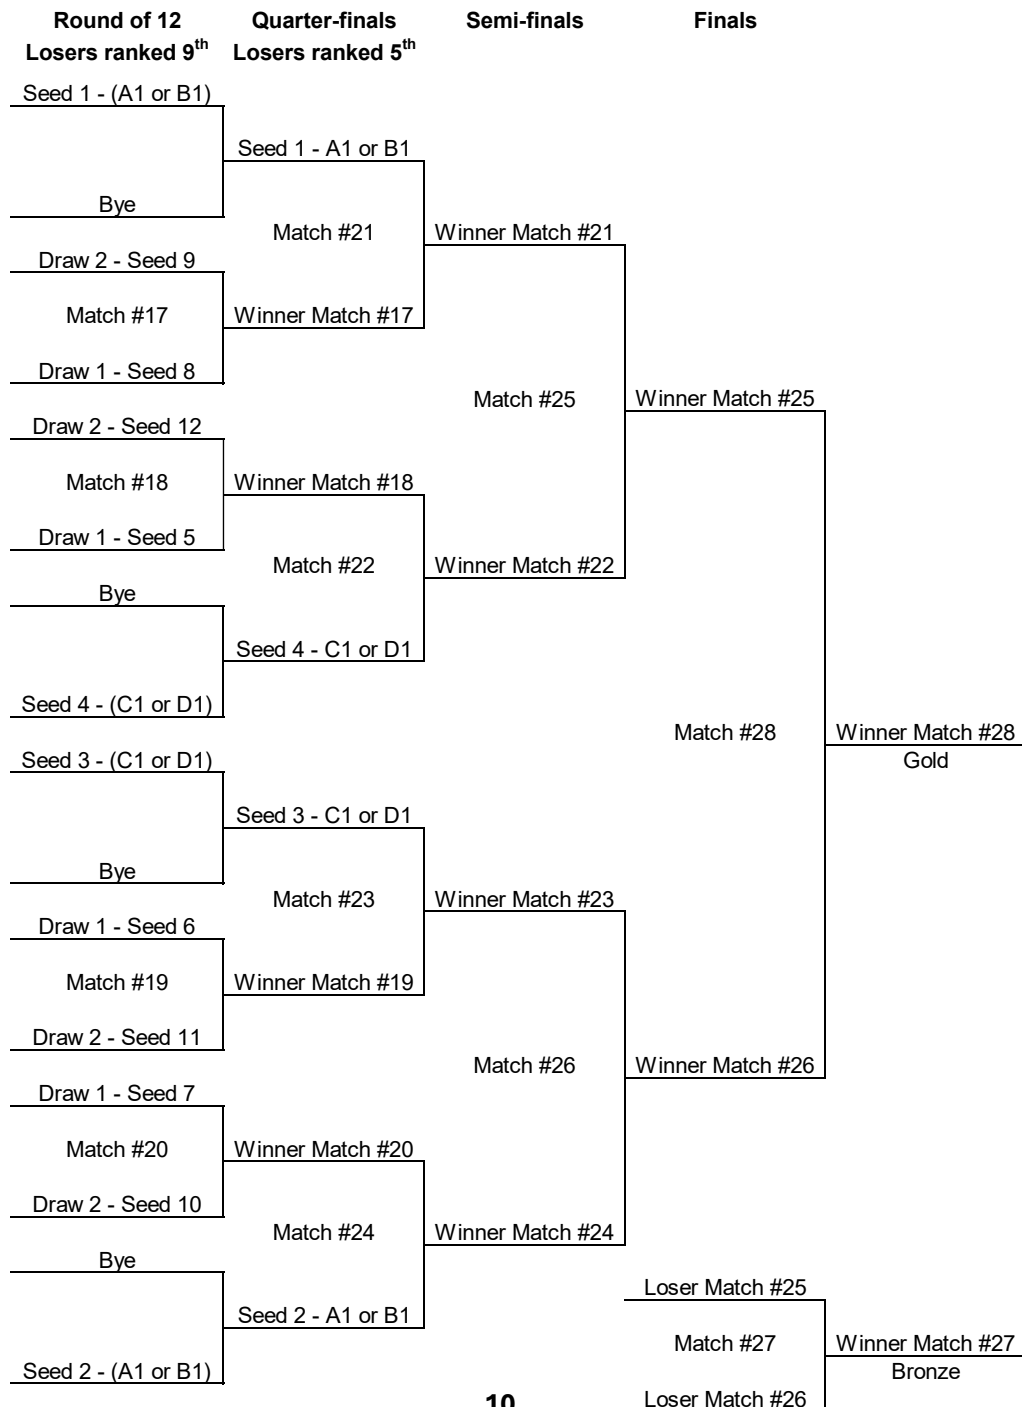 Round of 12 Quarter-finals Semi-finals Finals
Losers ranked 9th Losers ranked 5th
Seed 1 - (A1 or B1)
Seed 1 - A1 or B1
Bye
Match #21 Winner Match #21
Draw 2 - Seed 9
Match #17 Winner Match #17
Draw 1 - Seed 8
Match #25 Winner Match #25
Draw 2 - Seed 12
Match #18 Winner Match #18
Draw 1 - Seed 5
Match #22 Winner Match #22
Bye
Seed 4 - C1 or D1
Seed 4 - (C1 or D1)
Match #28 Winner Match #28
Seed 3 - (C1 or D1) Gold
Seed 3 - C1 or D1
Bye
Match #23 Winner Match #23
Draw 1 - Seed 6
Match #19 Winner Match #19
Draw 2 - Seed 11
Match #26 Winner Match #26
Draw 1 - Seed 7
Match #20 Winner Match #20
Draw 2 - Seed 10
Match #24 Winner Match #24
Bye
Loser Match #25
Seed 2 - A1 or B1
Match #27 Winner Match #27
Seed 2 - (A1 or B1) Bronze
10 Loser Match #26